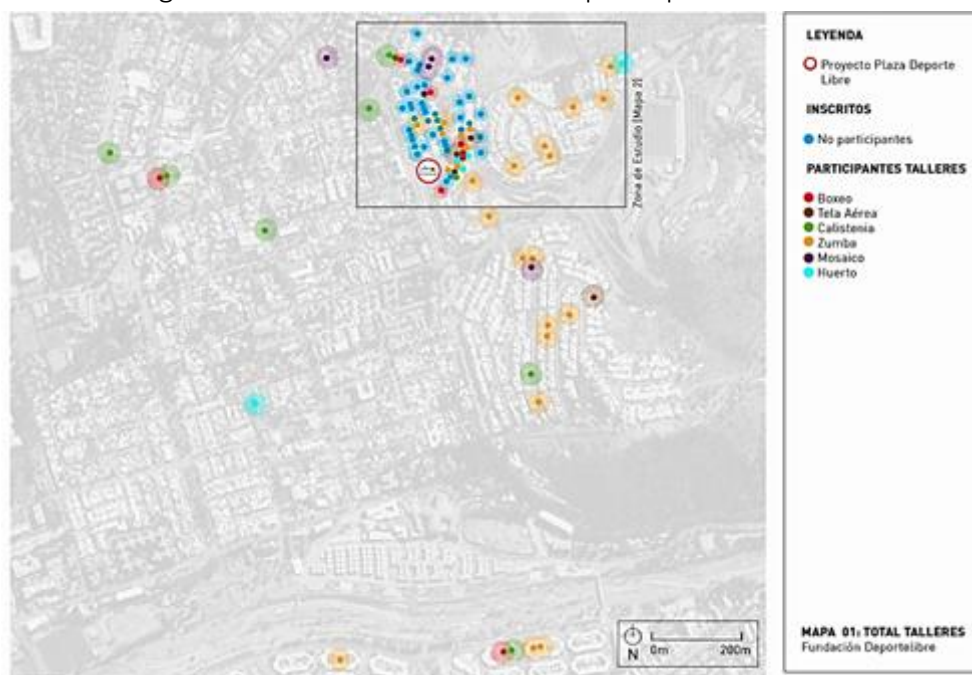 LEYENDA
Proyecto Plaza Deporte
Libre
INSCRITOS
No participantes
PARTICIPANTES TALLERES
Boxeo
Tela Aérea
Calistenia
Zumba
Mosaico
Huerto
Zona de Estudio [Mapa 2]
N 0m 200m
MAPA 01: TOTAL TALLERES
Fundación Deportelibre